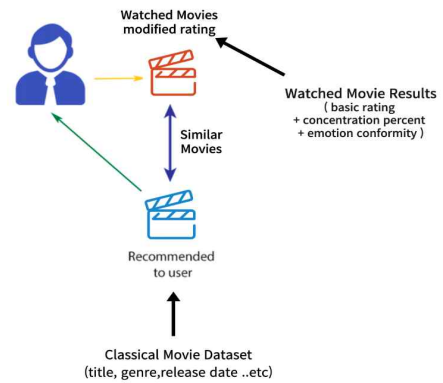 Watched Movies
modified rating
Watched Movie Results
( basic rating
+ concentration percent
+ emotion conformity )
Similar
Movies
Recommended
to user
Classical Movie Dataset
(title, genre,release date ..etc)